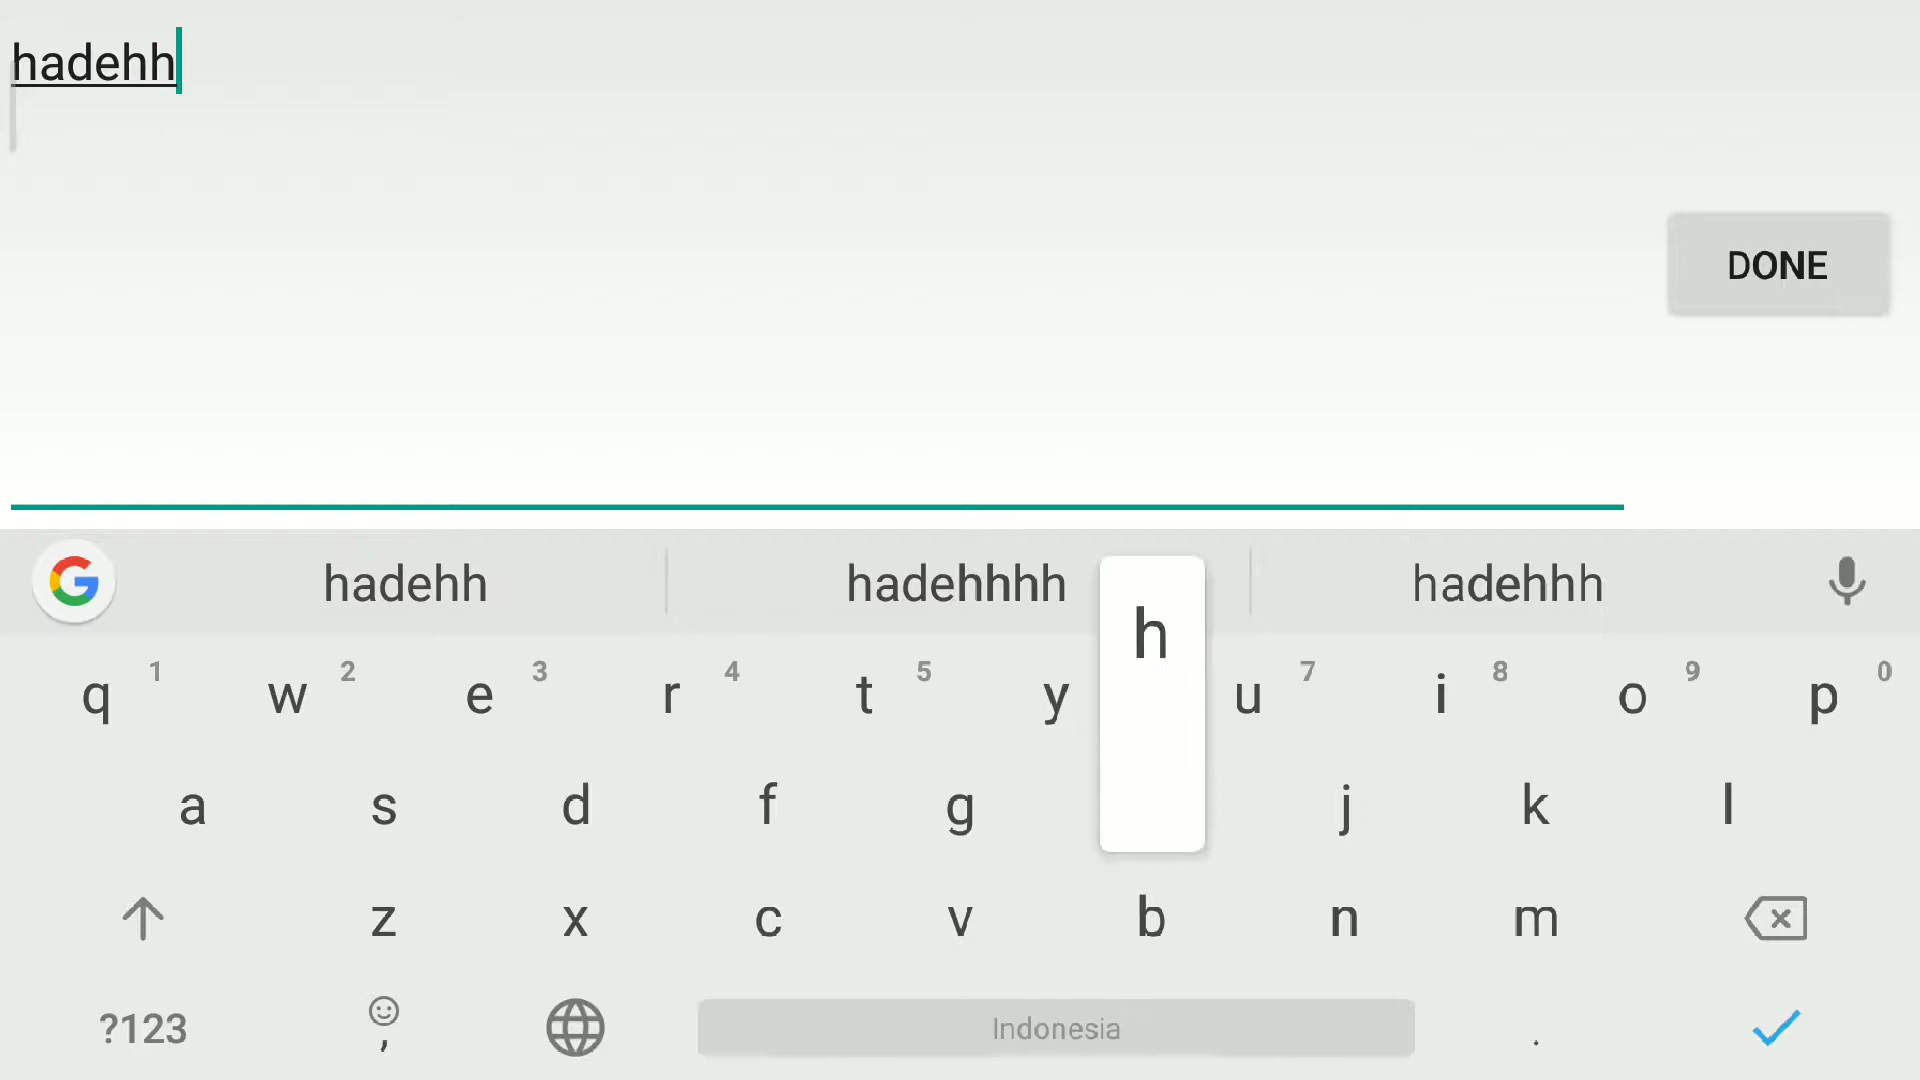 hadehh
DONE
hadehh hadehhhh hadehhh
h
q 1 w 2 e 3 r 4 t 5 y u 7 i 8 o 9 p 0
a s d f g j k l
z x c v b n m
?123 , Indonesia .